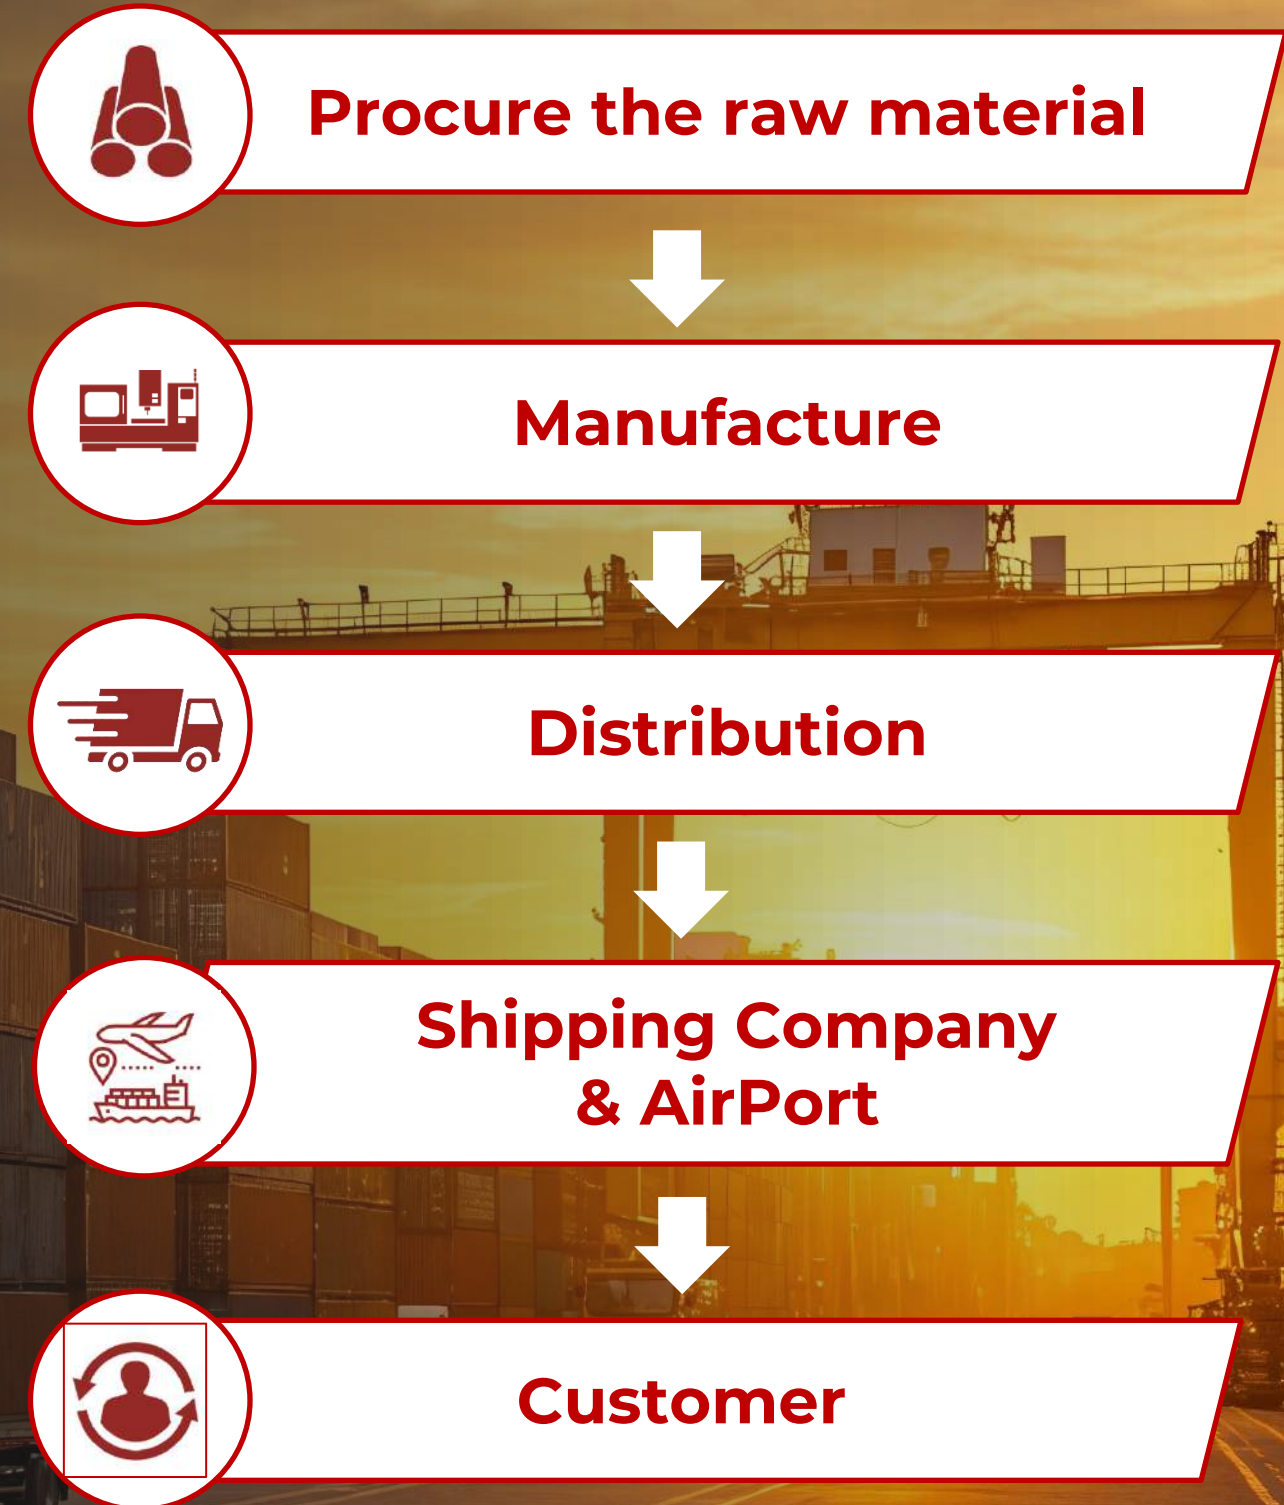 Procure the raw material
Manufacture
Distribution
Shipping Company
& AirPort
Customer